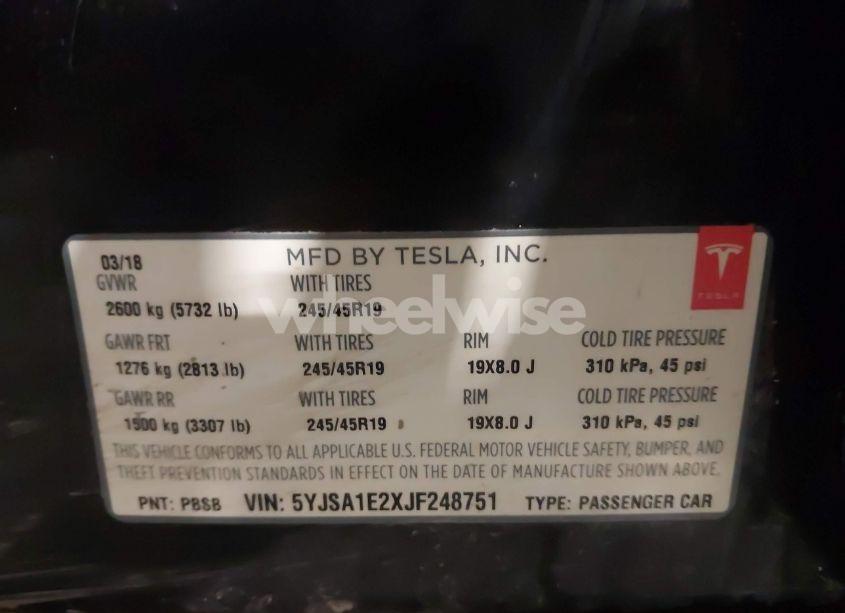 03/18 MFD BY TESLA, INC.
GVWR WITH TIRES
2600 kg (5732 lb) 245/45R19
wheelwise
TESLA
GAWR FRT WITH TIRES RIM COLD TIRE PRESSURE
1276 kg (2813 lb) 245/45R19 19X8.0 J 310 kPa, 45 psi
GAWR RR WITH TIRES RIM COLD TIRE PRESSURE
1500 kg (3307 lb) 245/45R19 19X8.0 J 310 kPa, 45 psi
THIS VEHICLE CONFORMS TO ALL APPLICABLE U.S. FEDERAL MOTOR VEHICLE SAFETY, BUMPER, AND
THEFT PREVENTION STANDARDS IN EFFECT ON THE DATE OF MANUFACTURE SHOWN ABOVE.
PNT: PBSB VIN: 5YJSA1E2XJF248751 TYPE: PASSENGER CAR